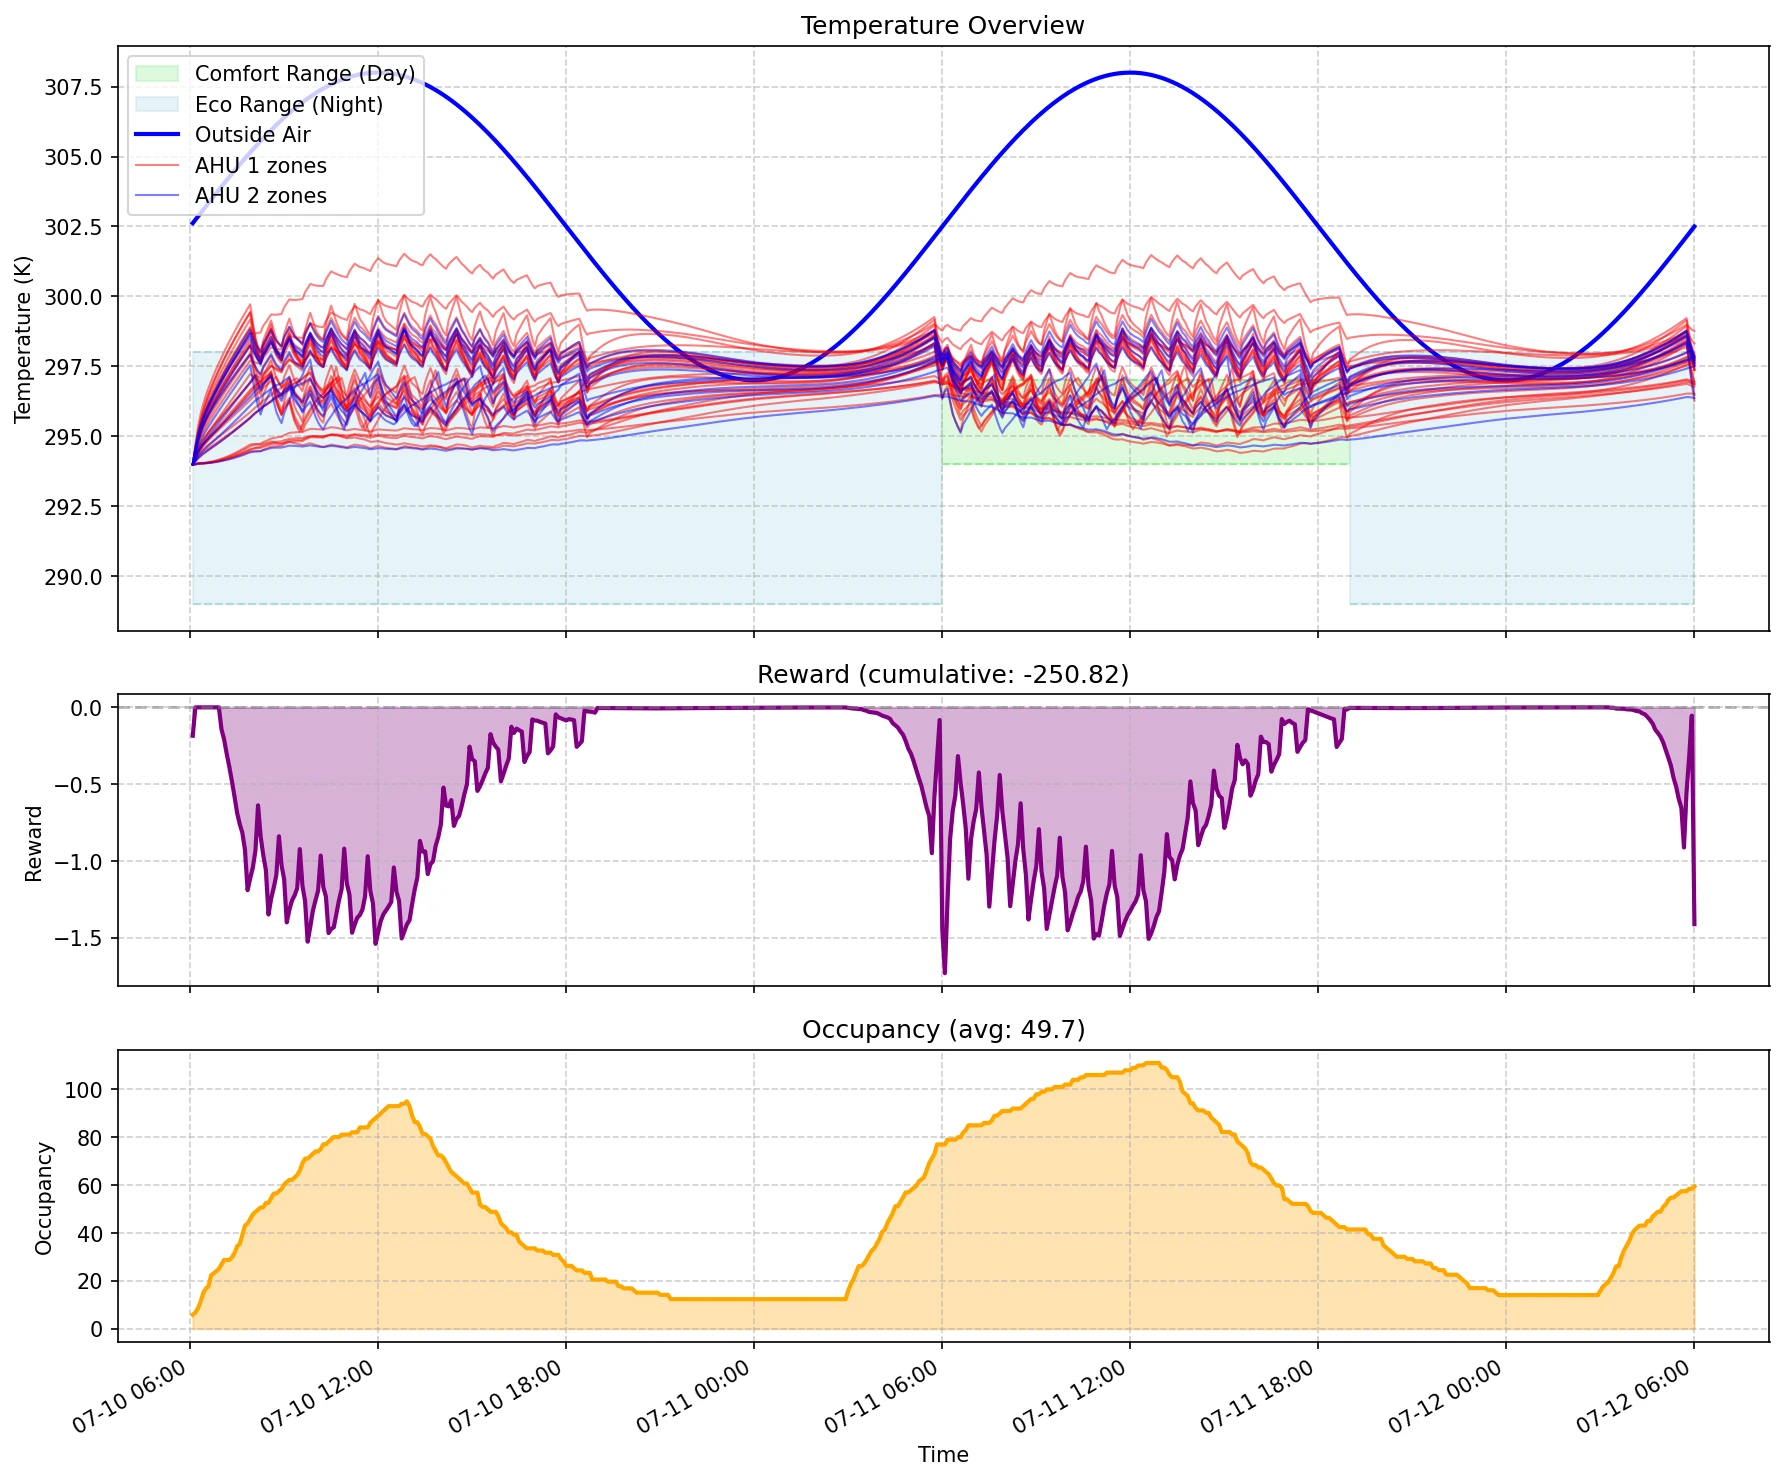 Temperature Overview
Comfort Range (Day)
Eco Range (Night)
Outside Air
AHU 1 zones
AHU 2 zones
Temperature (K)
307.5
305.0
302.5
300.0
297.5
295.0
292.5
290.0
Reward (cumulative: -250.82)
Reward
0.0
−0.5
−1.0
−1.5
Occupancy (avg: 49.7)
Occupancy
100
80
60
40
20
0
07-10 06:00
07-10 12:00
07-10 18:00
07-11 00:00
07-11 06:00
07-11 12:00
07-11 18:00
07-12 00:00
07-12 06:00
Time